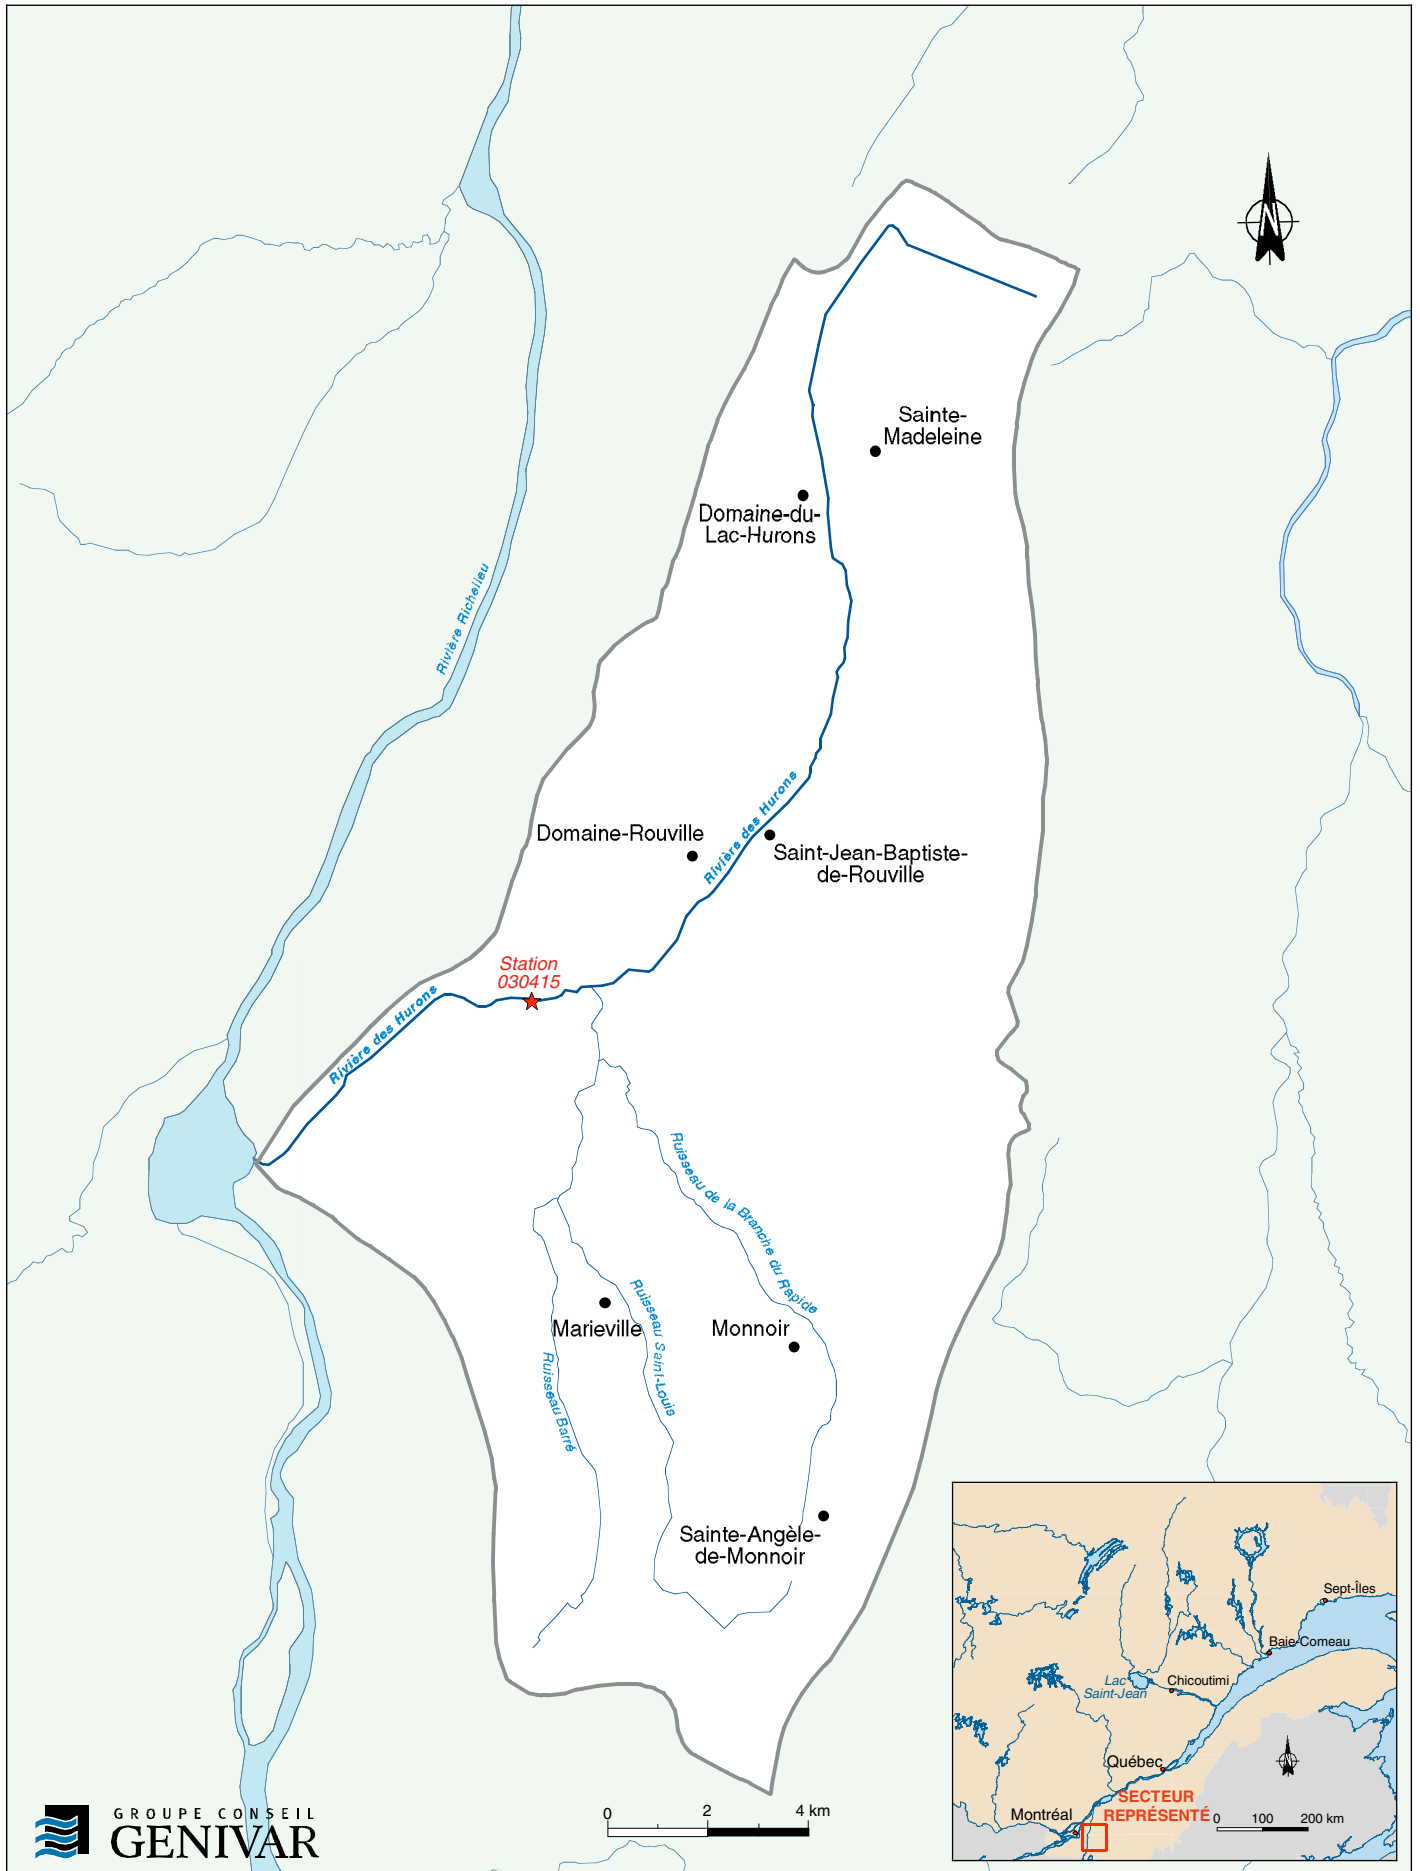 N
Sainte-
Madeleine
Domaine-du-
Lac-Hurons
Rivière Richelieu
Rivière des Hurons
Domaine-Rouville
Saint-Jean-Baptiste-
de-Rouville
Station
030415
Rivière des Hurons
Ruisseau de la Branche du Rapide
Ruisseau Saint-Louis
Marieville
Monnoir
Ruisseau Barré
Sainte-Angèle-
de-Monnoir
Sept-Îles
Baie-Comeau
Lac
Saint-Jean
Chicoutimi
Québec
SECTEUR
REPRÉSENTÉ
Montréal
0 100 200 km
0 2 4 km
GROUPE CONSEIL
GENIVAR